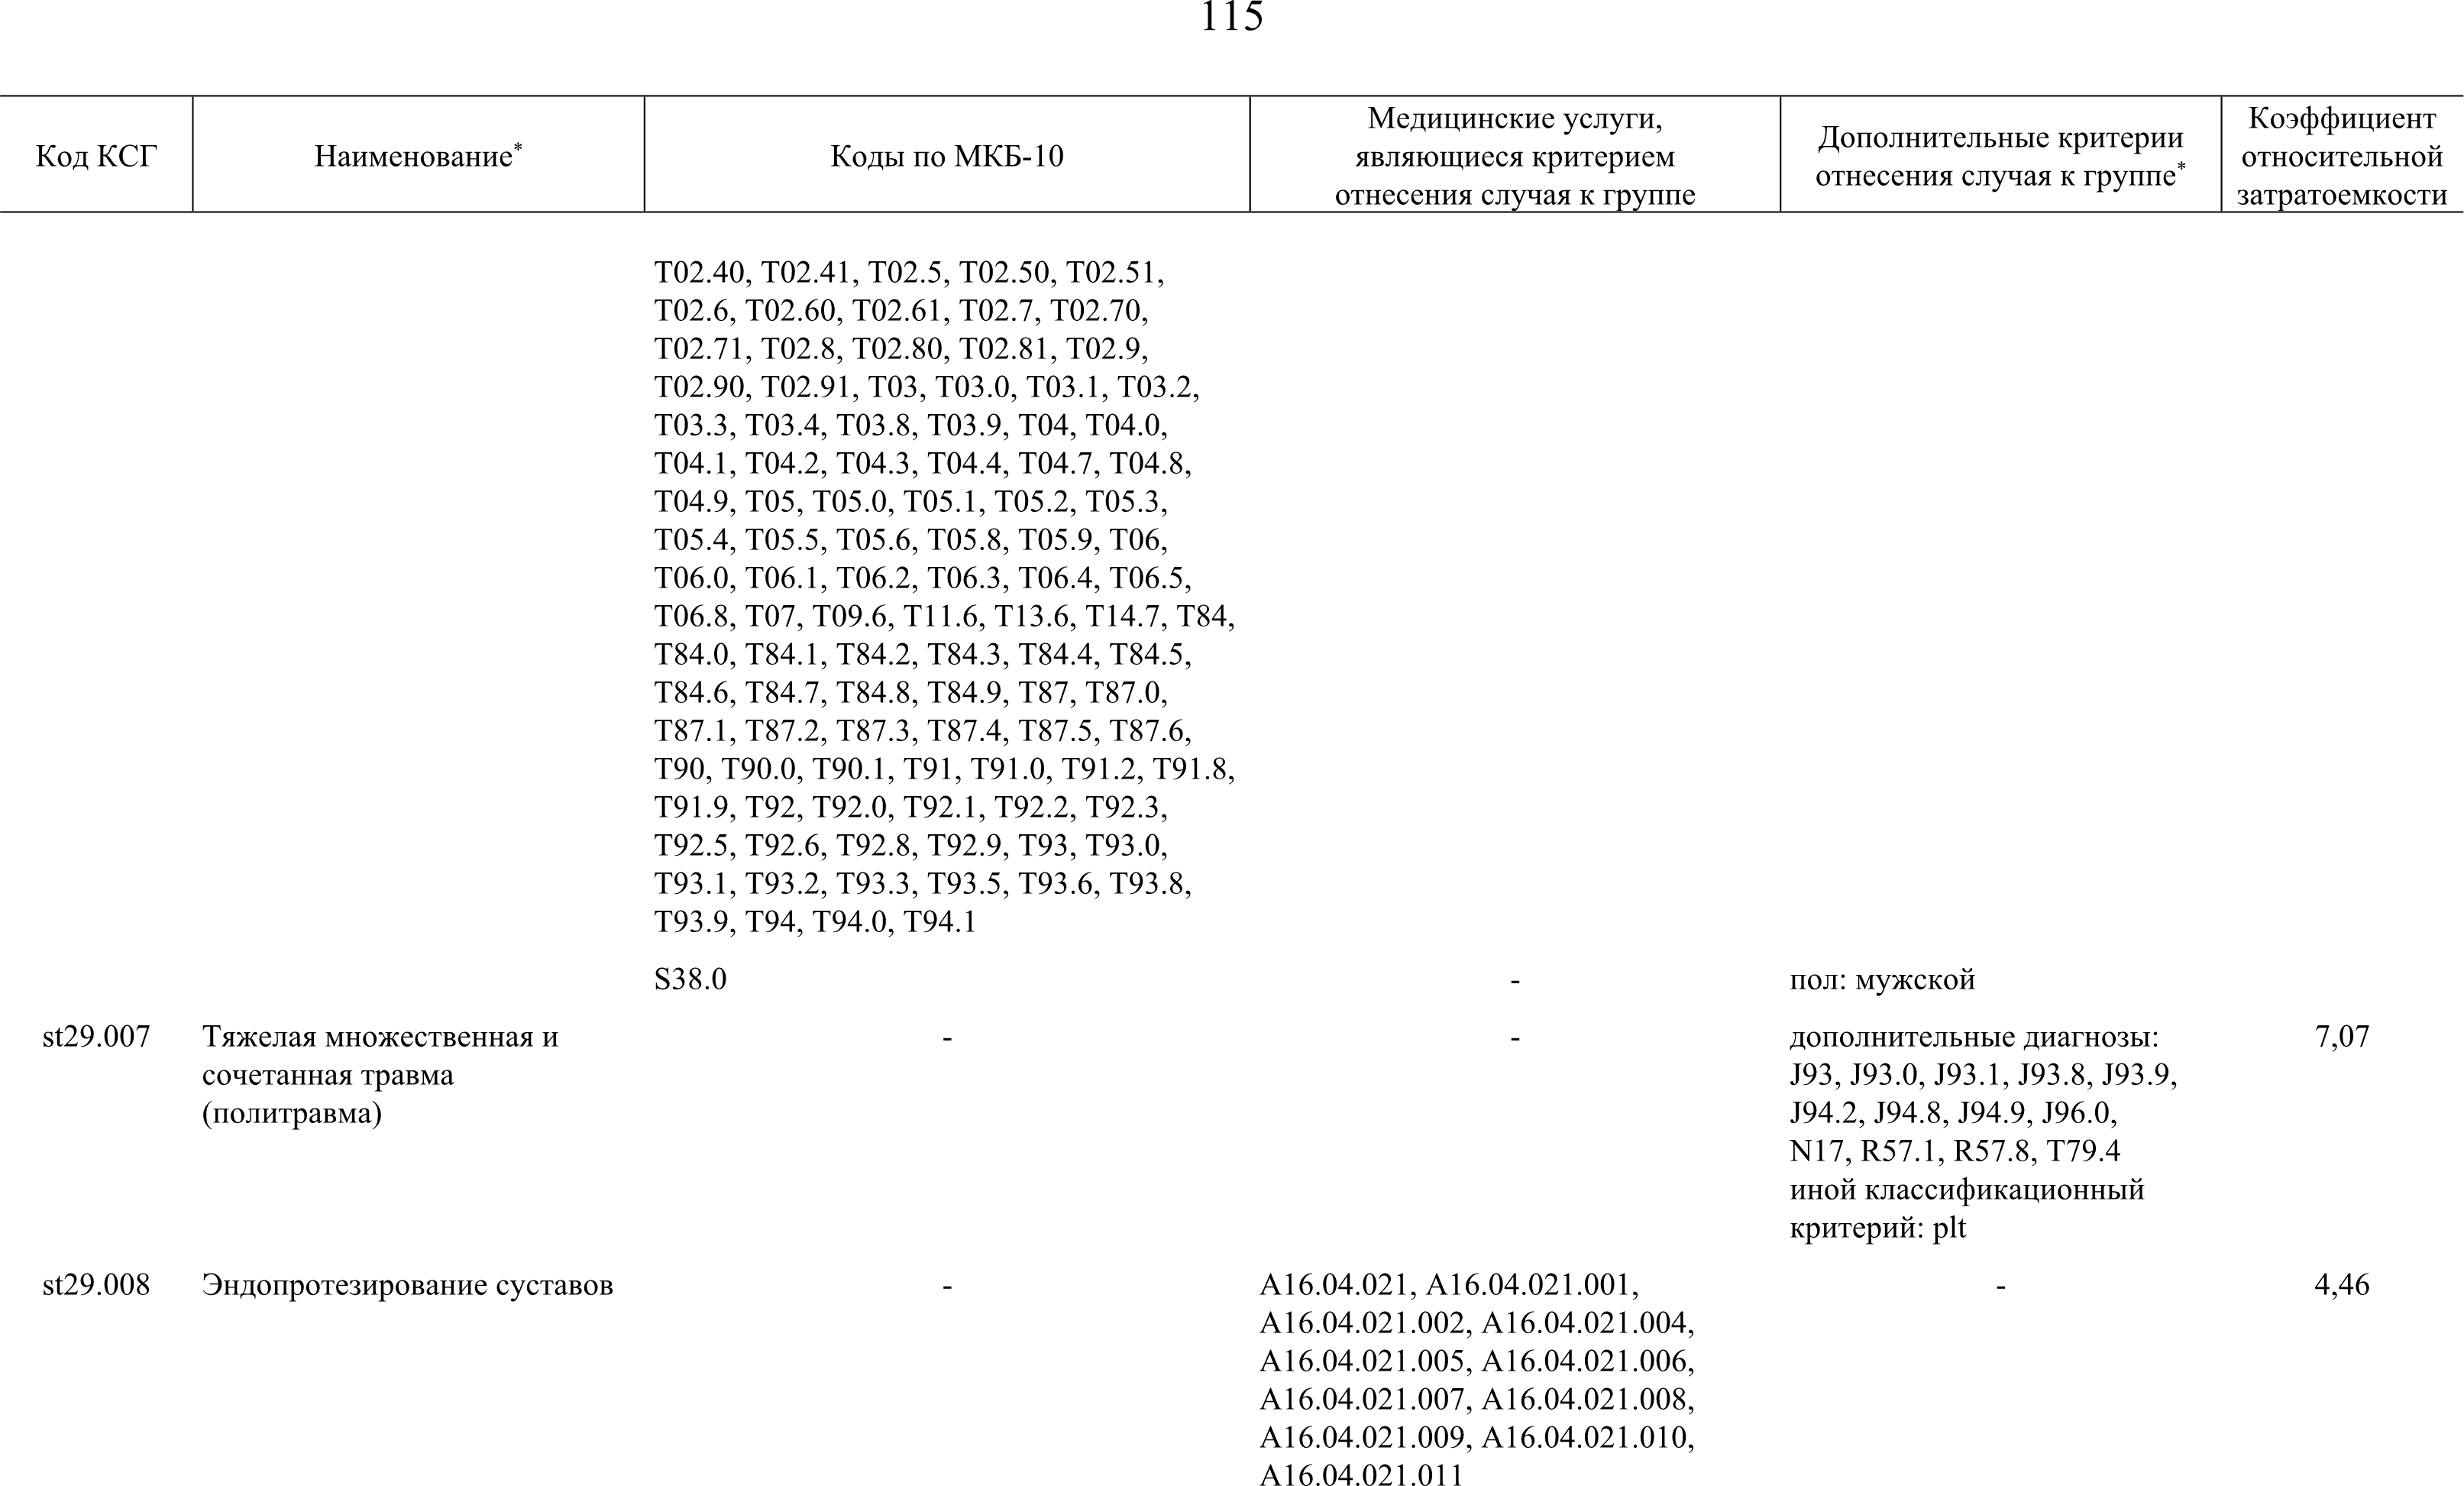 115
Код КСГ
Наименование*
Коды по МКБ-10
Медицинские услуги,
являющиеся критерием
отнесения случая к группе
Дополнительные критерии
отнесения случая к группе*
Коэффициент
относительной
затратоемкости
T02.40, T02.41, T02.5, T02.50, T02.51,
T02.6, T02.60, T02.61, T02.7, T02.70,
T02.71, T02.8, T02.80, T02.81, T02.9,
T02.90, T02.91, T03, T03.0, T03.1, T03.2,
T03.3, T03.4, T03.8, T03.9, T04, T04.0,
T04.1, T04.2, T04.3, T04.4, T04.7, T04.8,
T04.9, T05, T05.0, T05.1, T05.2, T05.3,
T05.4, T05.5, T05.6, T05.8, T05.9, T06,
T06.0, T06.1, T06.2, T06.3, T06.4, T06.5,
T06.8, T07, T09.6, T11.6, T13.6, T14.7, T84,
T84.0, T84.1, T84.2, T84.3, T84.4, T84.5,
T84.6, T84.7, T84.8, T84.9, T87, T87.0,
T87.1, T87.2, T87.3, T87.4, T87.5, T87.6,
T90, T90.0, T90.1, T91, T91.0, T91.2, T91.8,
T91.9, T92, T92.0, T92.1, T92.2, T92.3,
T92.5, T92.6, T92.8, T92.9, T93, T93.0,
T93.1, T93.2, T93.3, T93.5, T93.6, T93.8,
T93.9, T94, T94.0, T94.1
S38.0
-
пол: мужской
st29.007
Тяжелая множественная и
сочетанная травма
(политравма)
-
-
дополнительные диагнозы:
J93, J93.0, J93.1, J93.8, J93.9,
J94.2, J94.8, J94.9, J96.0,
N17, R57.1, R57.8, T79.4
иной классификационный
критерий: plt
7,07
st29.008
Эндопротезирование суставов
-
A16.04.021, A16.04.021.001,
A16.04.021.002, A16.04.021.004,
A16.04.021.005, A16.04.021.006,
A16.04.021.007, A16.04.021.008,
A16.04.021.009, A16.04.021.010,
A16.04.021.011
-
4,46